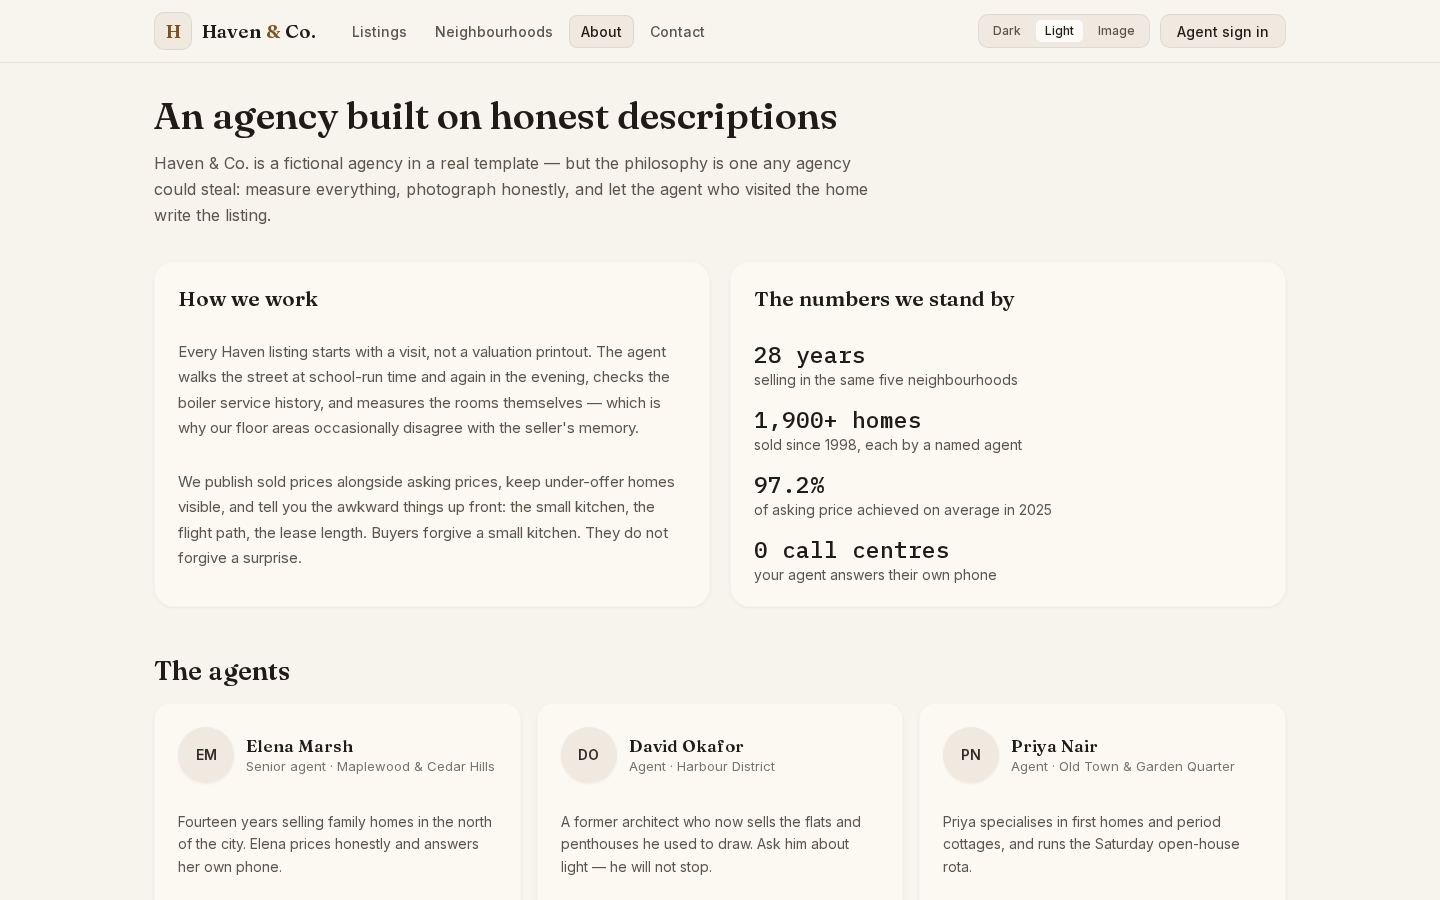 H Haven & Co. Listings Neighbourhoods About Contact Dark Light Image Agent sign in
An agency built on honest descriptions
Haven & Co. is a fictional agency in a real template — but the philosophy is one any agency
could steal: measure everything, photograph honestly, and let the agent who visited the home
write the listing.
How we work
Every Haven listing starts with a visit, not a valuation printout. The agent
walks the street at school-run time and again in the evening, checks the
boiler service history, and measures the rooms themselves — which is
why our floor areas occasionally disagree with the seller's memory.
We publish sold prices alongside asking prices, keep under-offer homes
visible, and tell you the awkward things up front: the small kitchen, the
flight path, the lease length. Buyers forgive a small kitchen. They do not
forgive a surprise.
The numbers we stand by
28 years
selling in the same five neighbourhoods
1,900+ homes
sold since 1998, each by a named agent
97.2%
of asking price achieved on average in 2025
0 call centres
your agent answers their own phone
The agents
EM
Elena Marsh
Senior agent · Maplewood & Cedar Hills
Fourteen years selling family homes in the north
of the city. Elena prices honestly and answers
her own phone.
DO
David Okafor
Agent · Harbour District
A former architect who now sells the flats and
penthouses he used to draw. Ask him about
light — he will not stop.
PN
Priya Nair
Agent · Old Town & Garden Quarter
Priya specialises in first homes and period
cottages, and runs the Saturday open-house
rota.